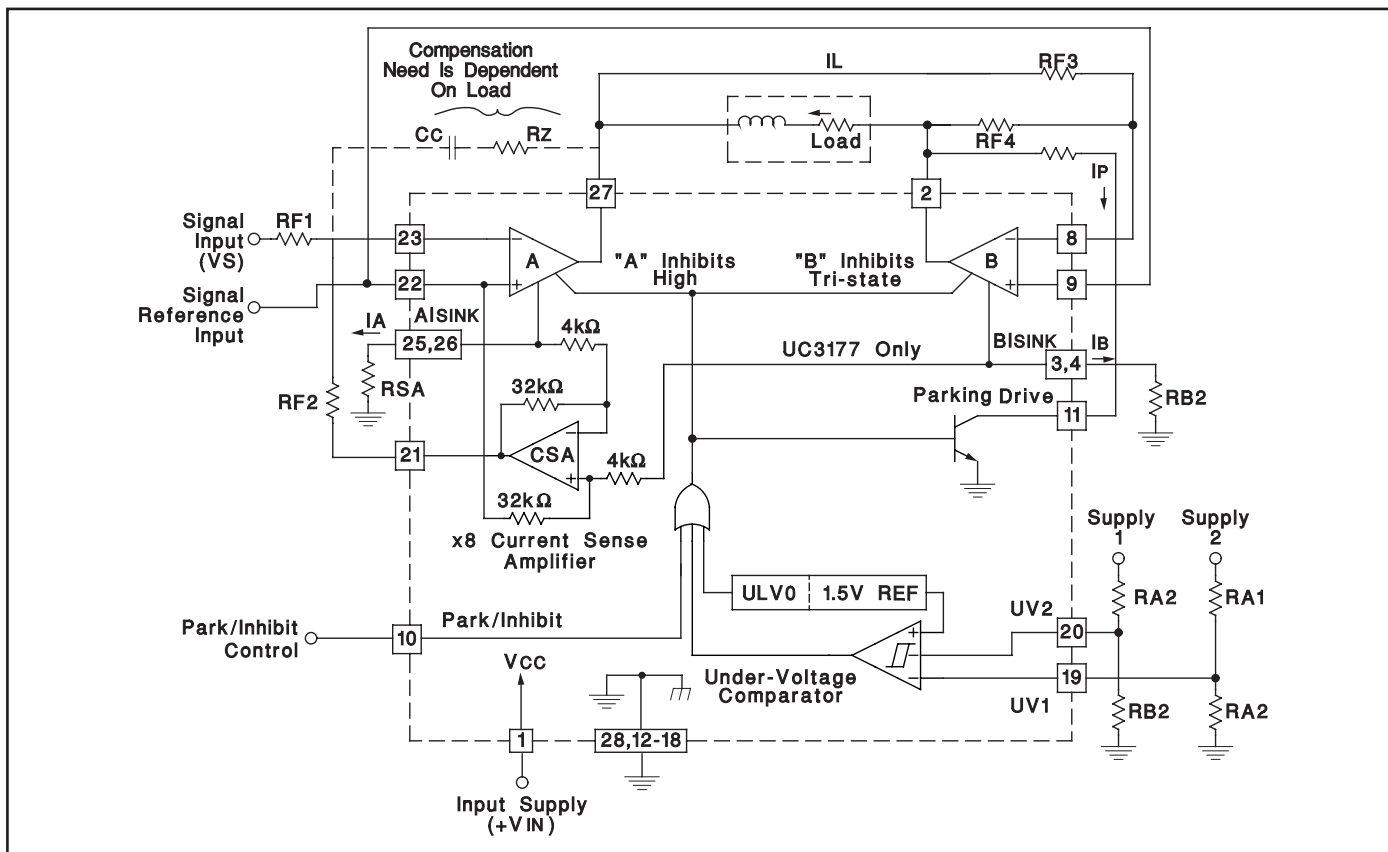 Compensation
Need Is Dependent
On Load
IL
RF3
Cc
Rz
Load
RF4
IP
27
2
Signal
Input
(VS)
RF1
23
A
"A" Inhibits
High
"B" Inhibits
Tri-state
B
8
22
9
Signal
Reference
Input
IA
AISINK
25,26
4kΩ
UC3177 Only
BISINK
IB
3,4
RSA
RF2
32kΩ
Parking Drive
11
RB2
21
CSA
4kΩ
32kΩ
x8 Current Sense
Amplifier
Supply
1
Supply
2
ULV0
1.5V REF
RA2
RA1
UV2
20
Park/Inhibit
Control
10
Park/Inhibit
VCC
Under-Voltage
Comparator
19
UV1
RB2
RA2
1
28,12-18
Input Supply
(+VIN)